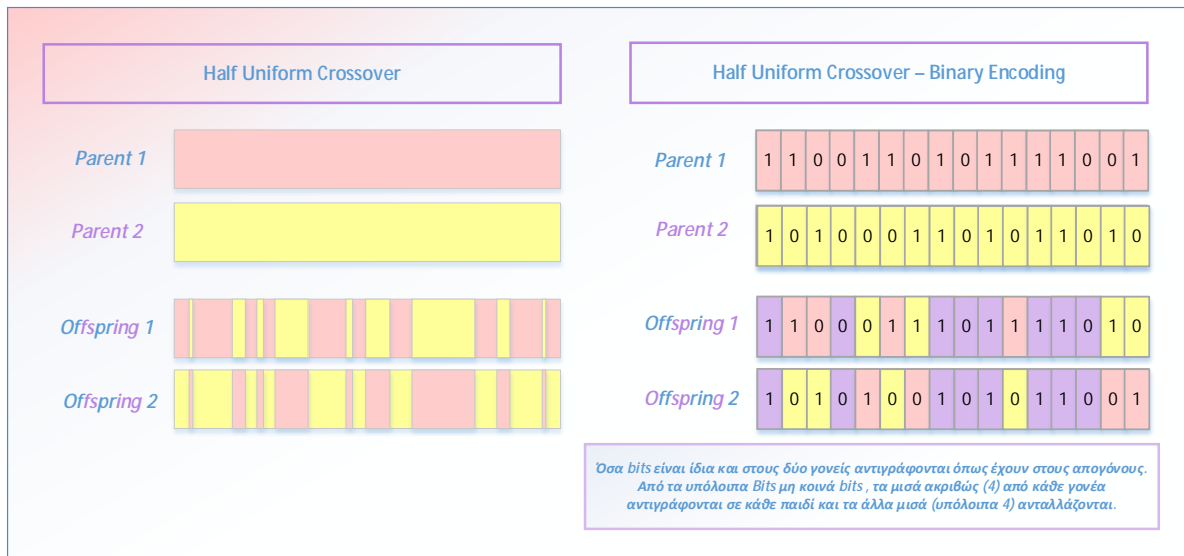 Half Uniform Crossover
Parent 1
Parent 2
Offspring 1
Offspring 2
Half Uniform Crossover – Binary Encoding
Parent 1 1 1 0 0 1 1 0 1 0 1 1 1 1 0 0 1
Parent 2 1 0 1 0 0 0 1 1 0 1 0 1 1 0 1 0
Offspring 1 1 1 0 0 0 1 1 1 0 1 1 1 1 0 1 0
Offspring 2 1 0 1 0 1 0 0 1 0 1 0 1 1 0 0 1
Όσα bits είναι ίδια και στους δύο γονείς αντιγράφονται όπως έχουν στους απογόνους.
Από τα υπόλοιπα Bits μη κοινά bits , τα μισά ακριβώς (4) από κάθε γονέα
αντιγράφονται σε κάθε παιδί και τα άλλα μισά (υπόλοιπα 4) ανταλλάζονται.